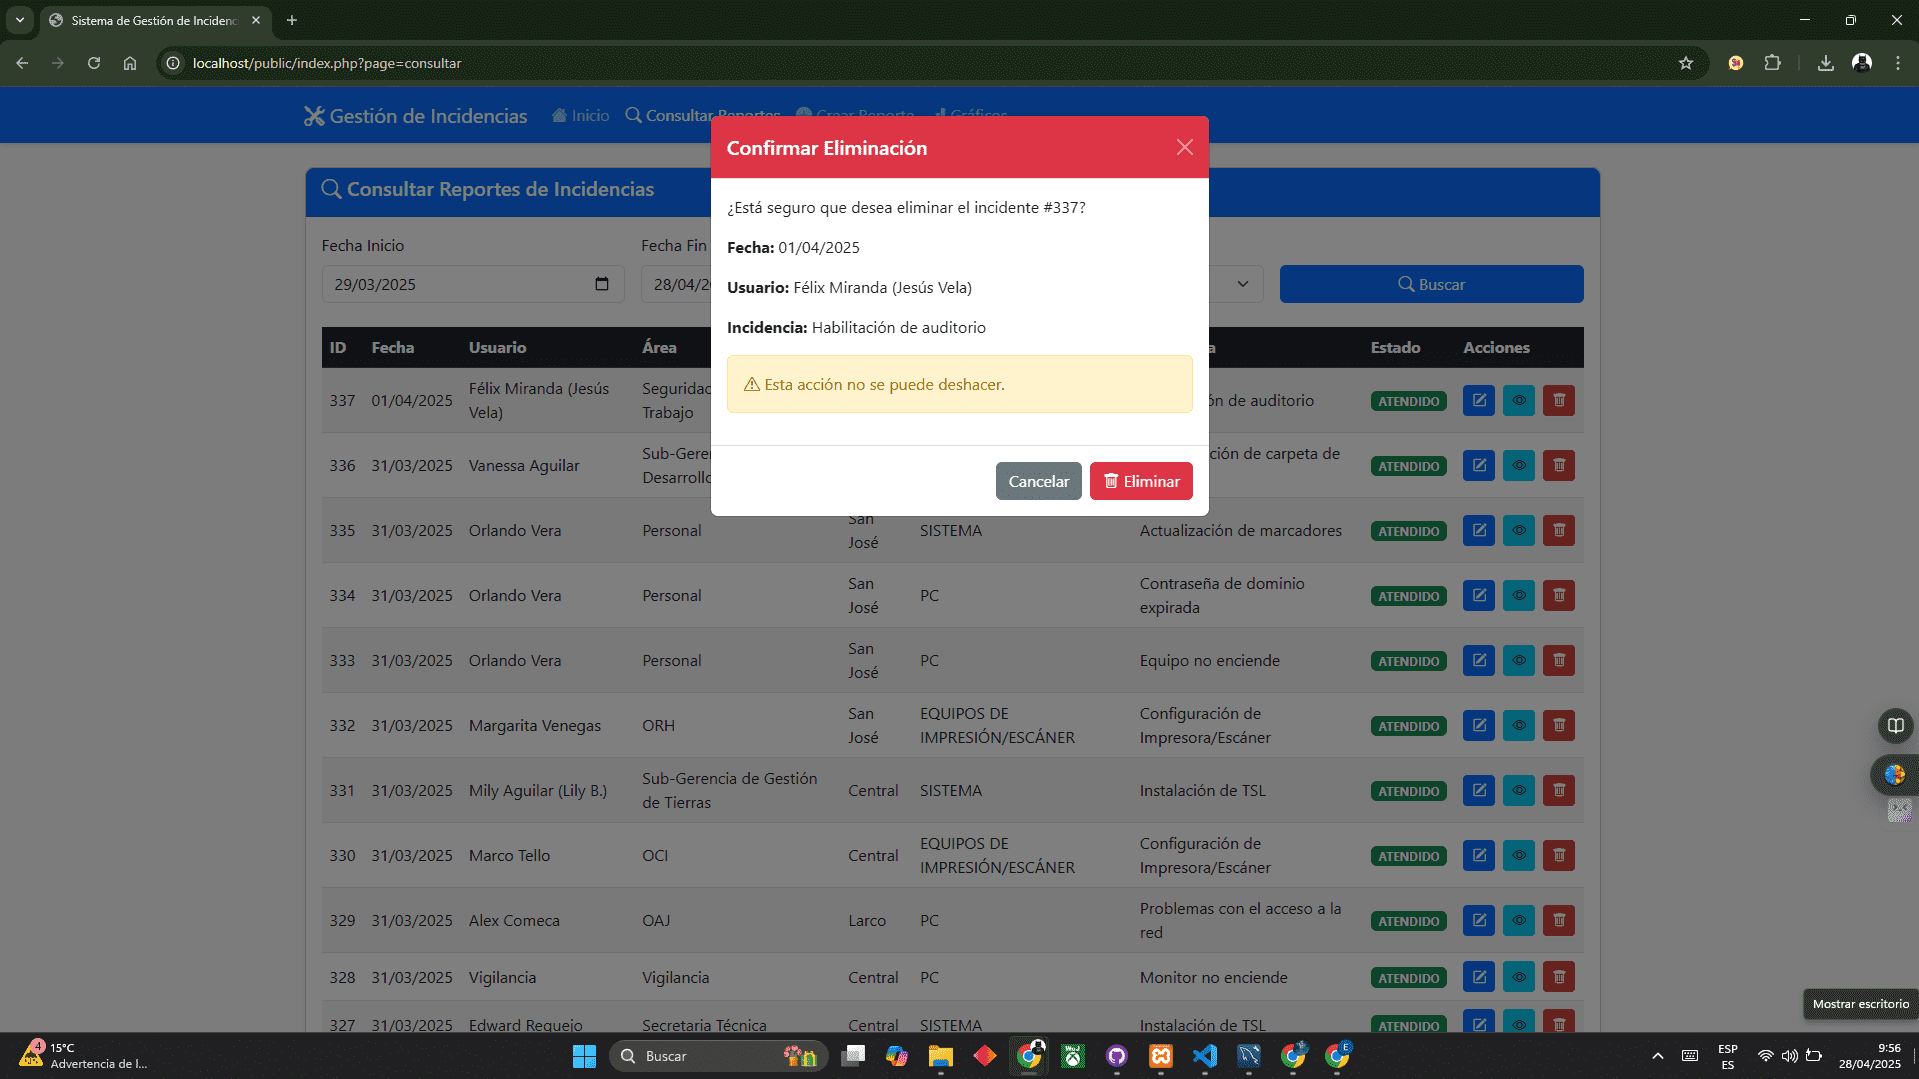 Sistema de Gestión de Incidenc
localhost/public/index.php?page=consultar
Gestión de Incidencias
Inicio
Consultar Reportes
Crear Reporte
Gráficos
Confirmar Eliminación
¿Está seguro que desea eliminar el incidente #337?
Fecha: 01/04/2025
Usuario: Félix Miranda (Jesús Vela)
Incidencia: Habilitación de auditorio
Esta acción no se puede deshacer.
Cancelar
Eliminar
Consultar Reportes de Incidencias
Fecha Inicio
Fecha Fin
29/03/2025
28/04/2
Buscar
ID Fecha Usuario Área a Estado Acciones
337 01/04/2025 Félix Miranda (Jesús Vela) Seguridad Trabajo ón de auditorio ATENDIDO
336 31/03/2025 Vanessa Aguilar Sub-Geren Desarrollo ción de carpeta de ATENDIDO
335 31/03/2025 Orlando Vera Personal San José SISTEMA Actualización de marcadores ATENDIDO
334 31/03/2025 Orlando Vera Personal San José PC Contraseña de dominio expirada ATENDIDO
333 31/03/2025 Orlando Vera Personal San José PC Equipo no enciende ATENDIDO
332 31/03/2025 Margarita Venegas ORH San José EQUIPOS DE IMPRESIÓN/ESCÁNER Configuración de Impresora/Escáner ATENDIDO
331 31/03/2025 Mily Aguilar (Lily B.) Sub-Gerencia de Gestión de Tierras Central SISTEMA Instalación de TSL ATENDIDO
330 31/03/2025 Marco Tello OCI Central EQUIPOS DE IMPRESIÓN/ESCÁNER Configuración de Impresora/Escáner ATENDIDO
329 31/03/2025 Alex Comeca OAJ Larco PC Problemas con el acceso a la red ATENDIDO
328 31/03/2025 Vigilancia Vigilancia Central PC Monitor no enciende ATENDIDO
327 31/03/2025 Edward Requejo Secretaria Técnica Central SISTEMA Instalación de TSL ATENDIDO
Mostrar escritorio
4
15°C
Advertencia de l...
Buscar
E
ESP
ES
9:56
28/04/2025